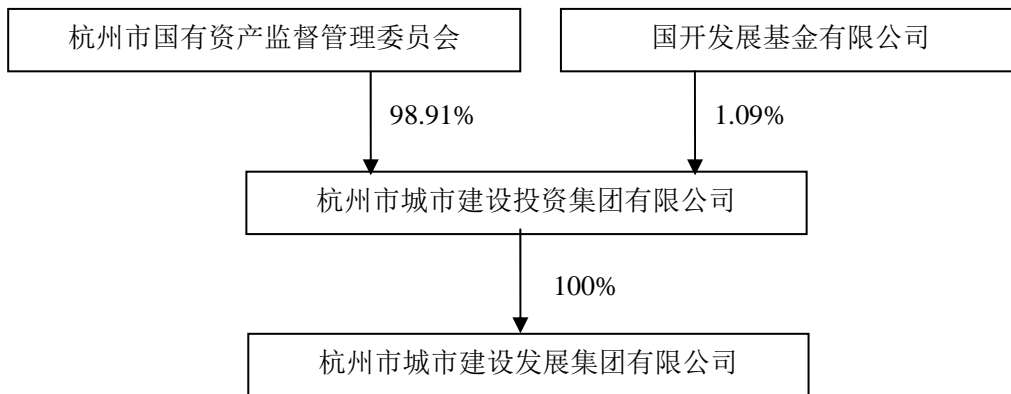 杭州市国有资产监督管理委员会
国开发展基金有限公司
98.91%
1.09%
杭州市城市建设投资集团有限公司
100%
杭州市城市建设发展集团有限公司